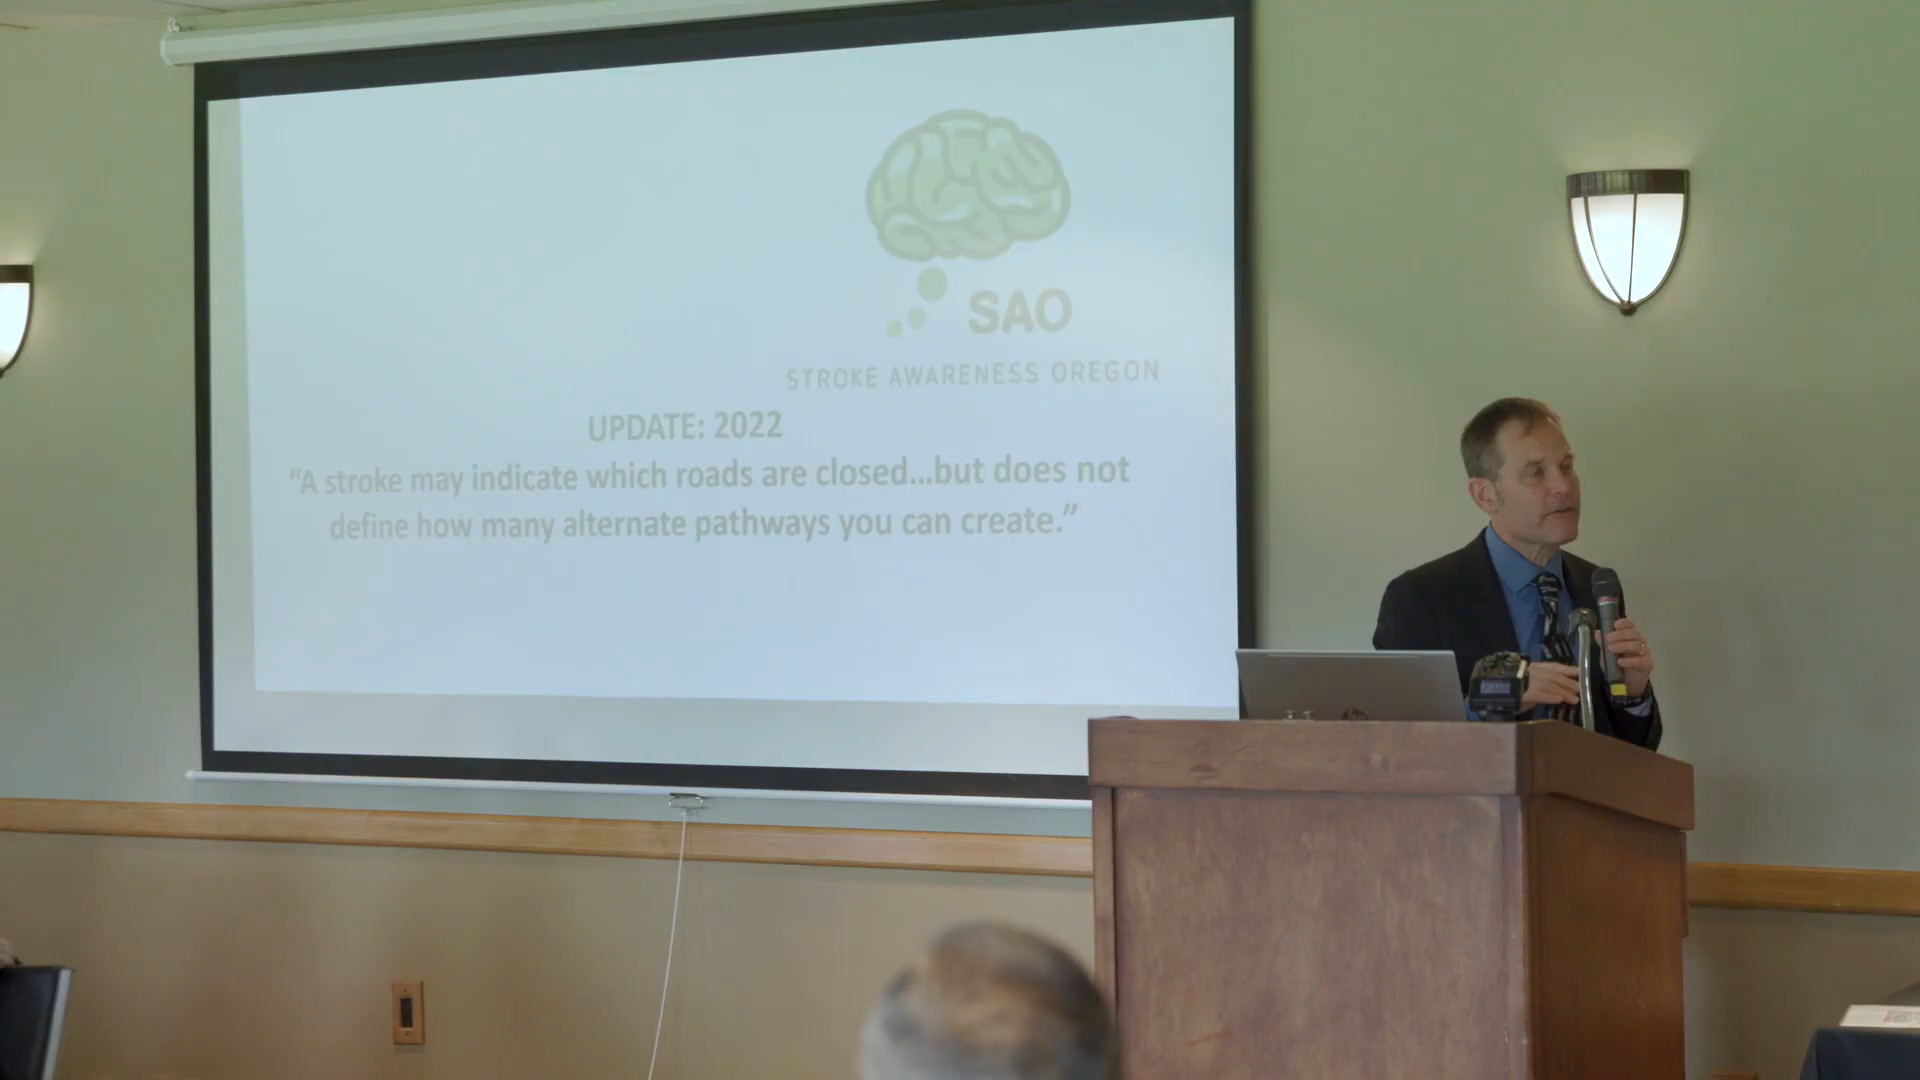 SAO
STROKE AWARENESS OREGON
UPDATE: 2022
“A stroke may indicate which roads are closed...but does not
define how many alternate pathways you can create.”